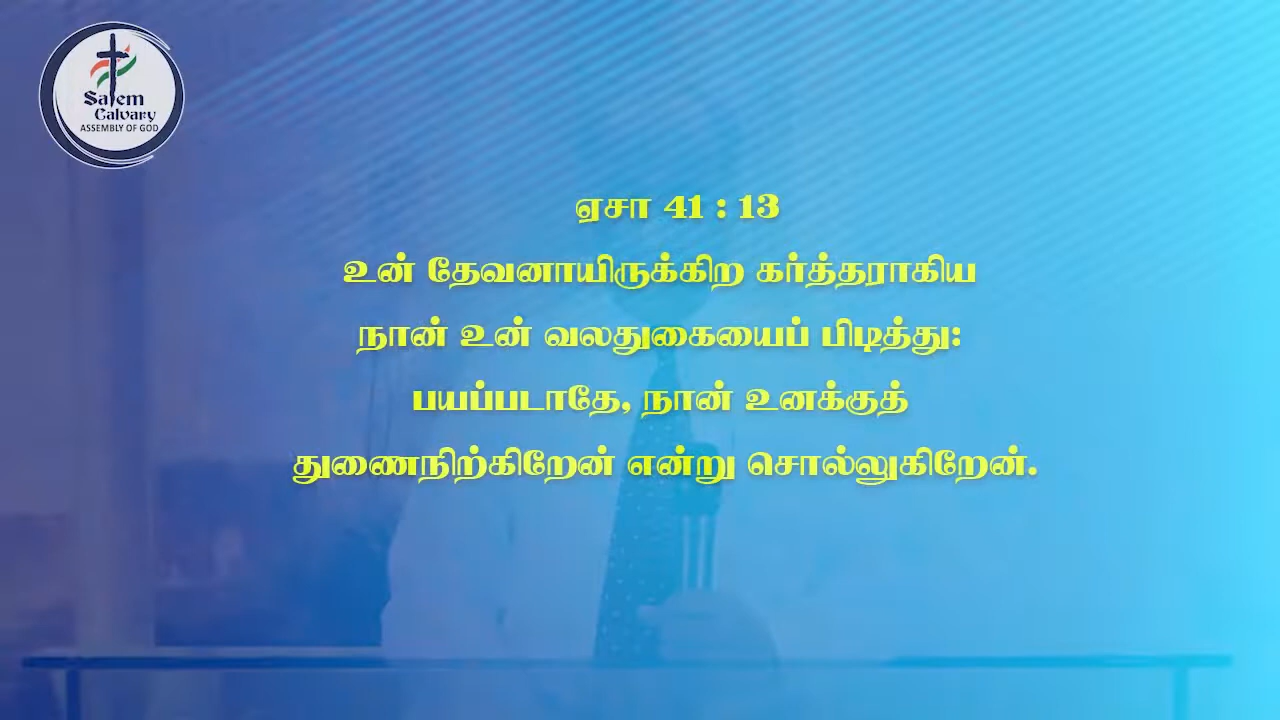 Salem
Calvary
ASSEMBLY OF GOD
ஏசா 41 : 13
உன் தேவனாயிருக்கிற கர்த்தராகிய
நான் உன் வலதுகையைப் பிடித்து:
பயப்படாதே, நான் உனக்குத்
துணைநிற்கிறேன் என்று சொல்லுகிறேன்.